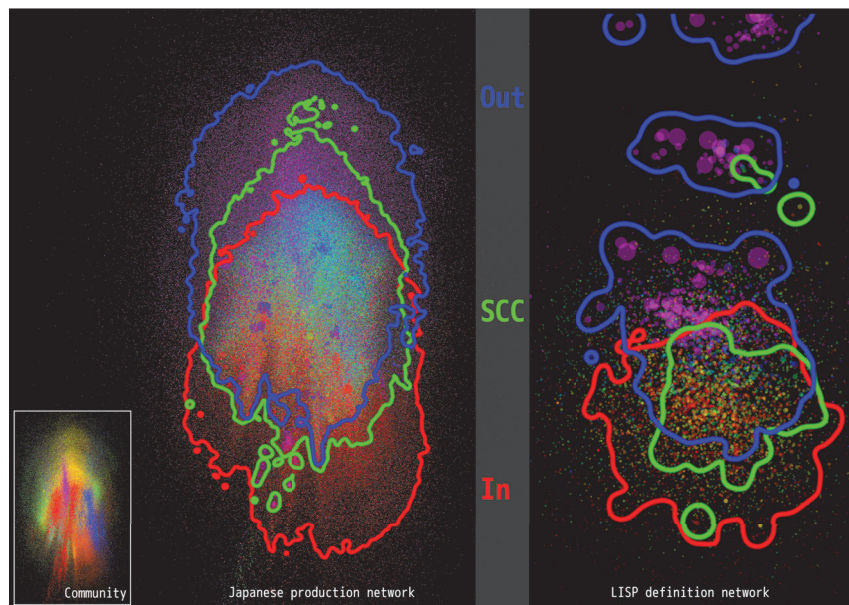 Out
SCC
In
Community
Japanese production network
LISP definition network